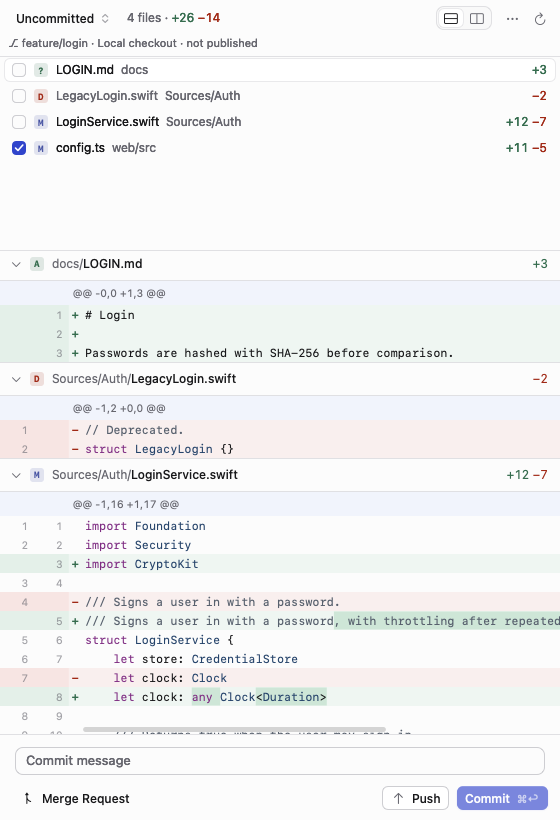 Uncommitted 4 files · +26 −14
feature/login · Local checkout · not published
? LOGIN.md docs +3
D LegacyLogin.swift Sources/Auth −2
M LoginService.swift Sources/Auth +12 −7
M config.ts web/src +11 −5
A docs/LOGIN.md +3
@@ -0,0 +1,3 @@
1 + # Login
2 +
3 + Passwords are hashed with SHA-256 before comparison.
D Sources/Auth/LegacyLogin.swift −2
@@ -1,2 +0,0 @@
1 − // Deprecated.
2 − struct LegacyLogin {}
M Sources/Auth/LoginService.swift +12 −7
@@ -1,16 +1,17 @@
1 1 import Foundation
2 2 import Security
3 + import CryptoKit
3 4
4 − /// Signs a user in with a password.
5 + /// Signs a user in with a password, with throttling after repeated
5 6 struct LoginService {
6 7 let store: CredentialStore
7 − let clock: Clock
8 + let clock: any Clock<Duration>
8 9
Commit message
Merge Request
Push
Commit ⌘↩